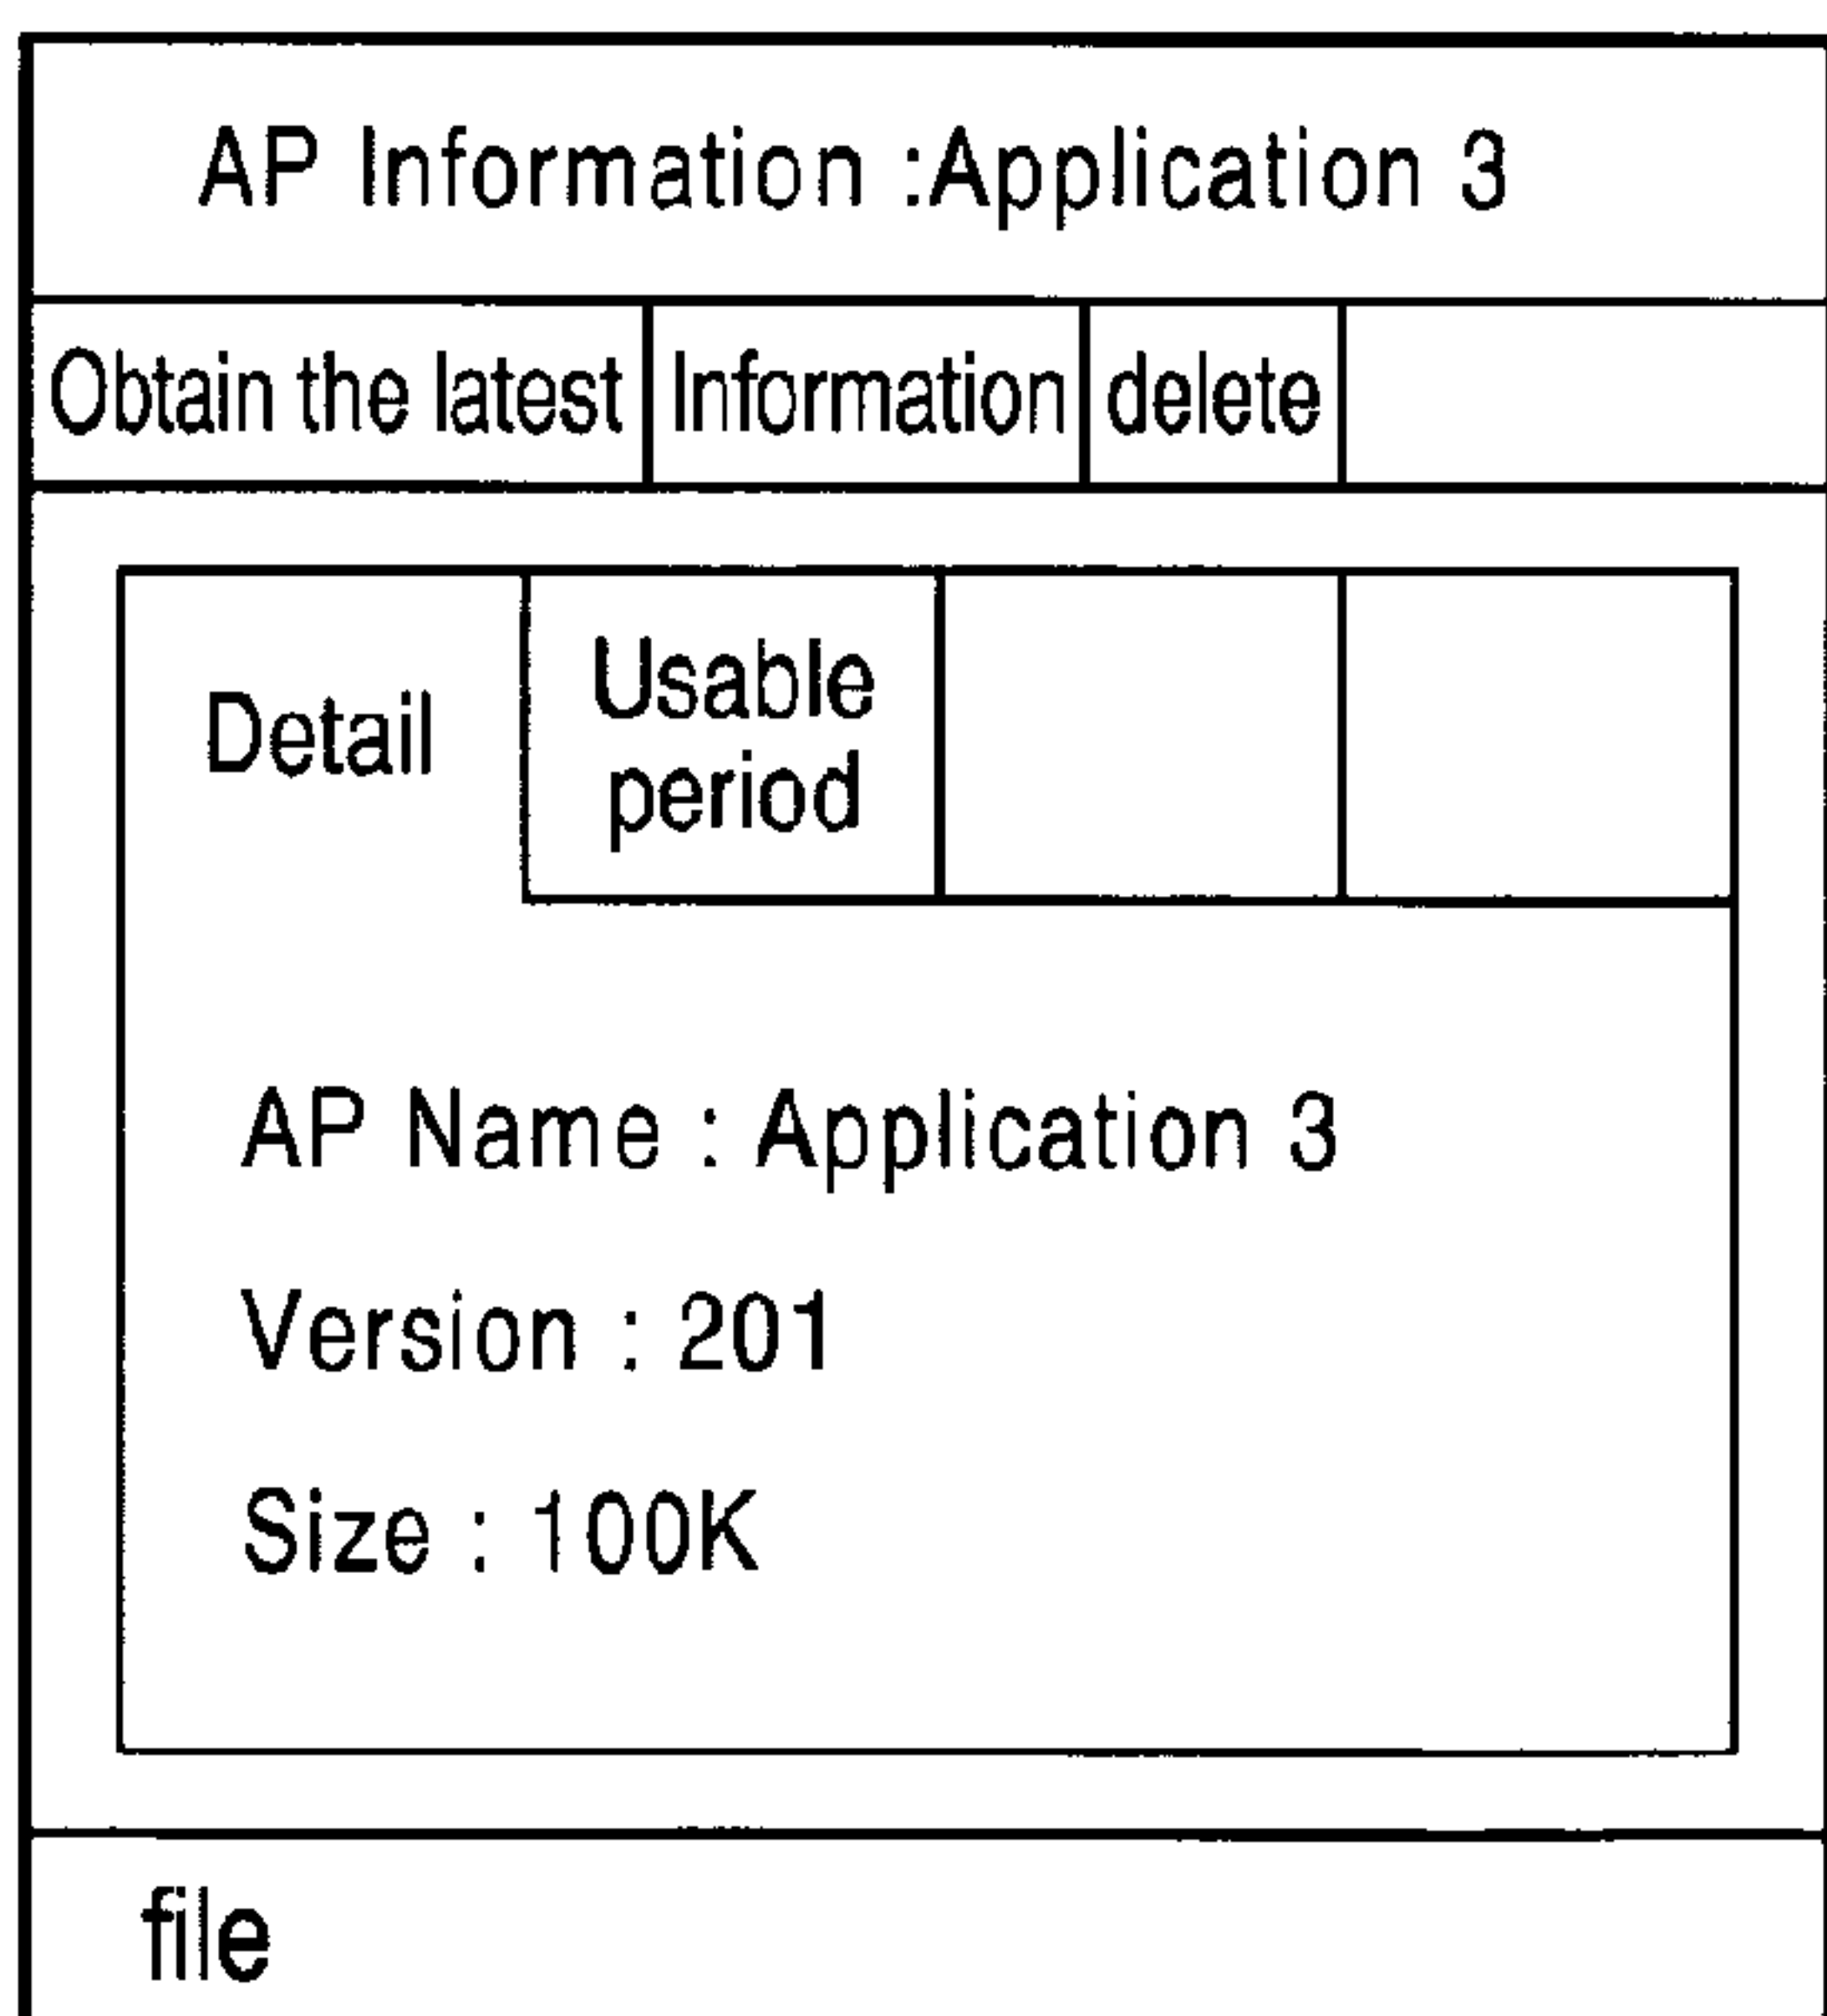 AP Information :Application 3
Obtain the latest Information delete
Detail
Usable
period
AP Name : Application 3
Version : 201
Size : 100K
file